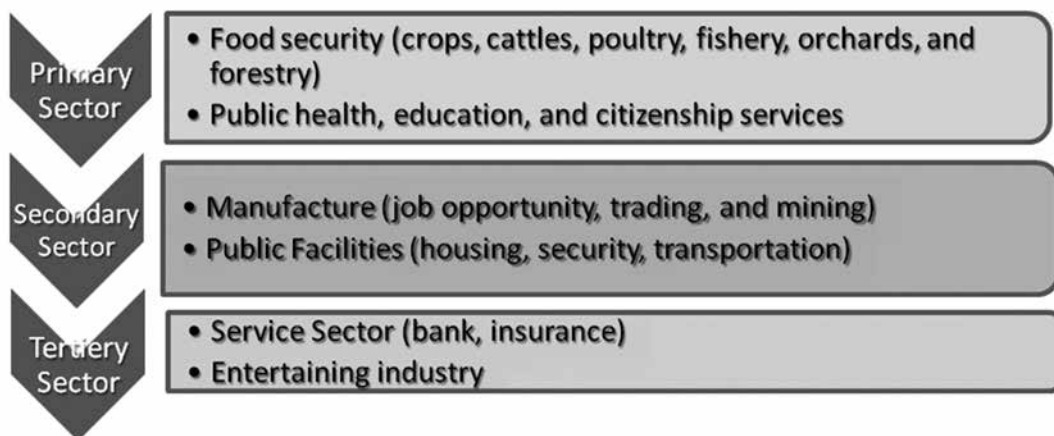 Primary
Sector
• Food security (crops, cattles, poultry, fishery, orchards, and
forestry)
• Public health, education, and citizenship services
Secondary
Sector
• Manufacture (job opportunity, trading, and mining)
• Public Facilities (housing, security, transportation)
Tertiery
Sector
• Service Sector (bank, insurance)
• Entertaining industry